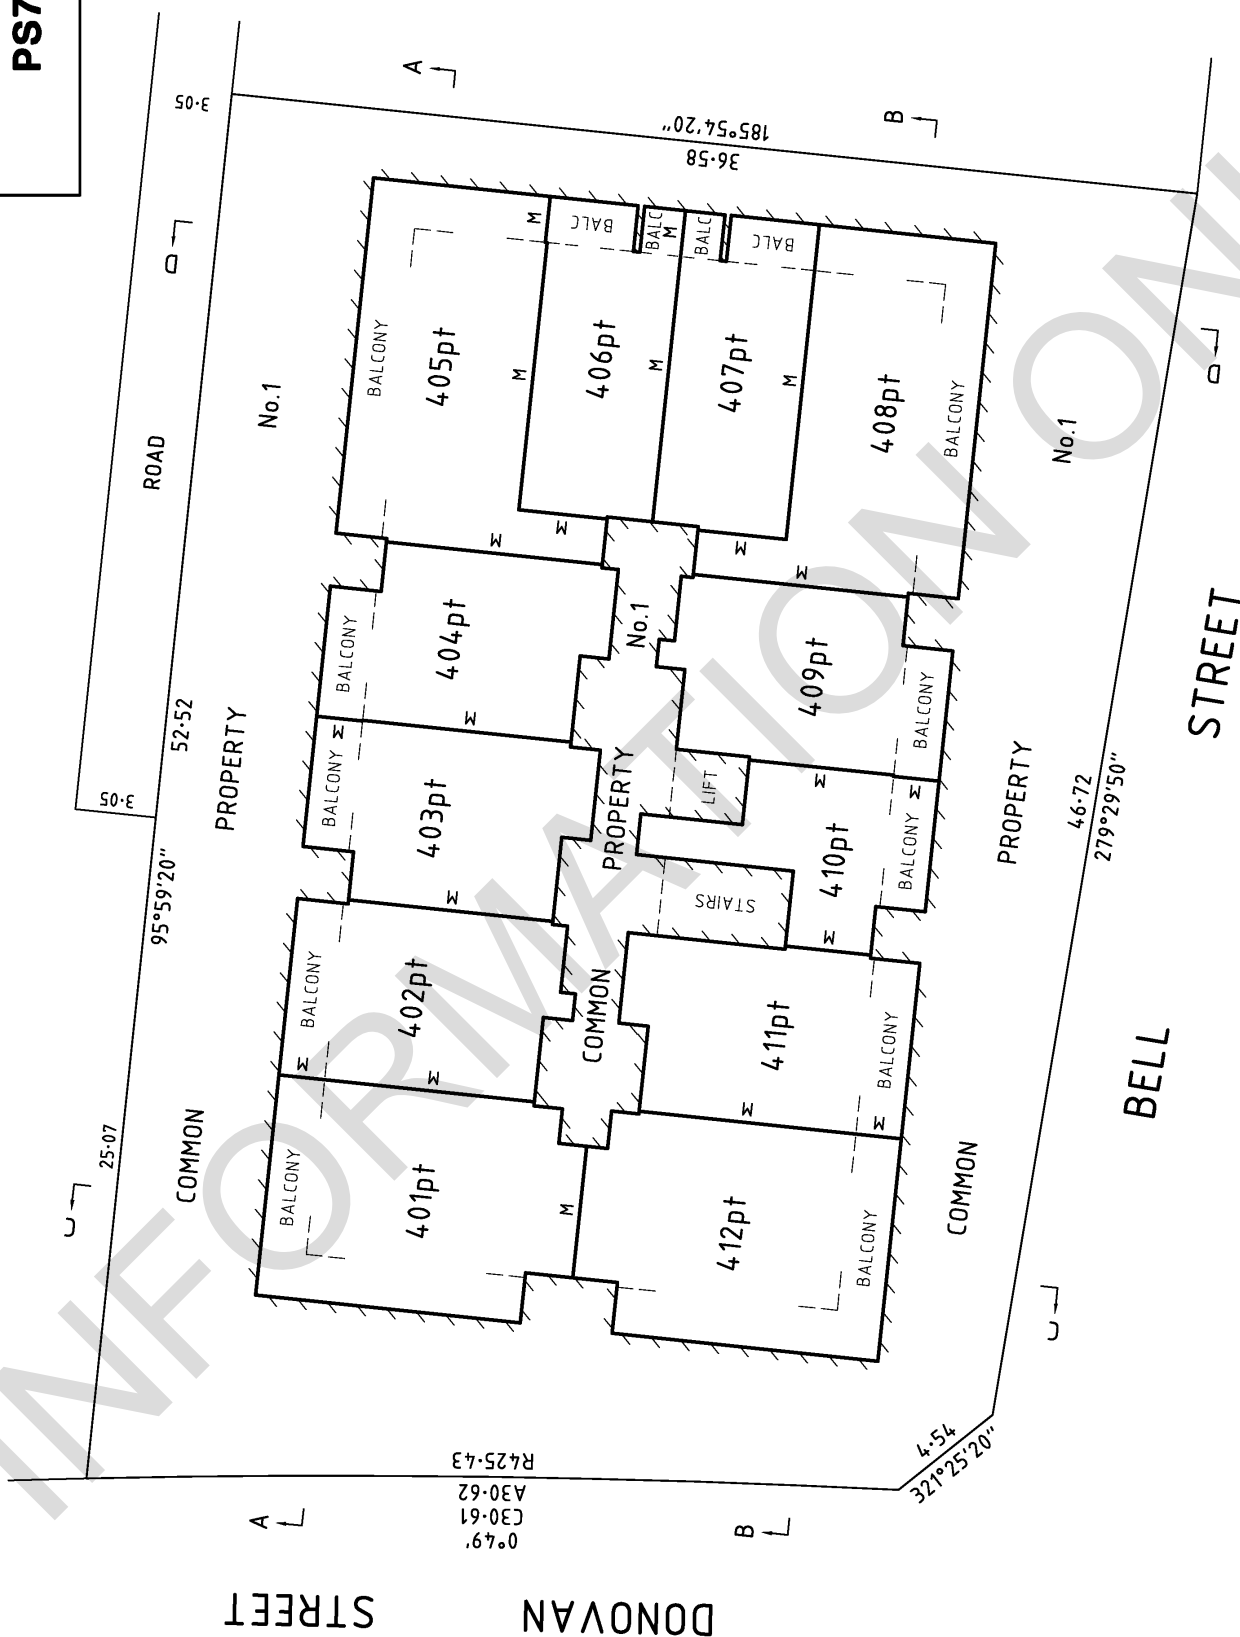 PS7
3·05
ROAD
3·05
52·52
95°59'20"
25·07
A
A
B
B
C
C
D
D
185°54'20"
36·58
COMMON
PROPERTY
No.1
BALCONY
401pt
M
BALCONY
402pt
M
M
BALCONY
403pt
M
M
BALCONY
404pt
M
BALCONY
405pt
M
M
M
M
BALC
BALC
M
406pt
M
BALC
BALC
407pt
M
M
408pt
BALCONY
M
409pt
BALCONY
M
410pt
M
BALCONY
M
411pt
M
BALCONY
M
412pt
BALCONY
M
COMMON
PROPERTY
No.1
LIFT
STAIRS
COMMON
PROPERTY
No.1
46·72
279°29'50"
4·54
321°25'20"
R425·43
A30·62
C30·61
0°49'
DONOVAN
STREET
BELL
STREET
INFORMATION ON